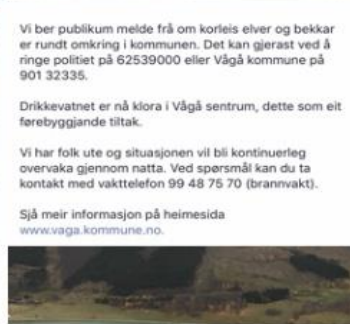 Vi ber publikum melde frå om korleis elver og bekkar
er rundt omkring i kommunen. Det kan gjerast ved å
ringe politiet på 62539000 eller Vågå kommune på
901 32335.
Drikkevatnet er nå klora i Vågå sentrum, dette som eit
førebyggjande tiltak.
Vi har folk ute og situasjonen vil bli kontinuerleg
overvaka gjennom natta. Ved spørsmål kan du ta
kontakt med vakttelefon 99 48 75 70 (brannvakt).
Sjå meir informasjon på heimesida
www.vaga.kommune.no.